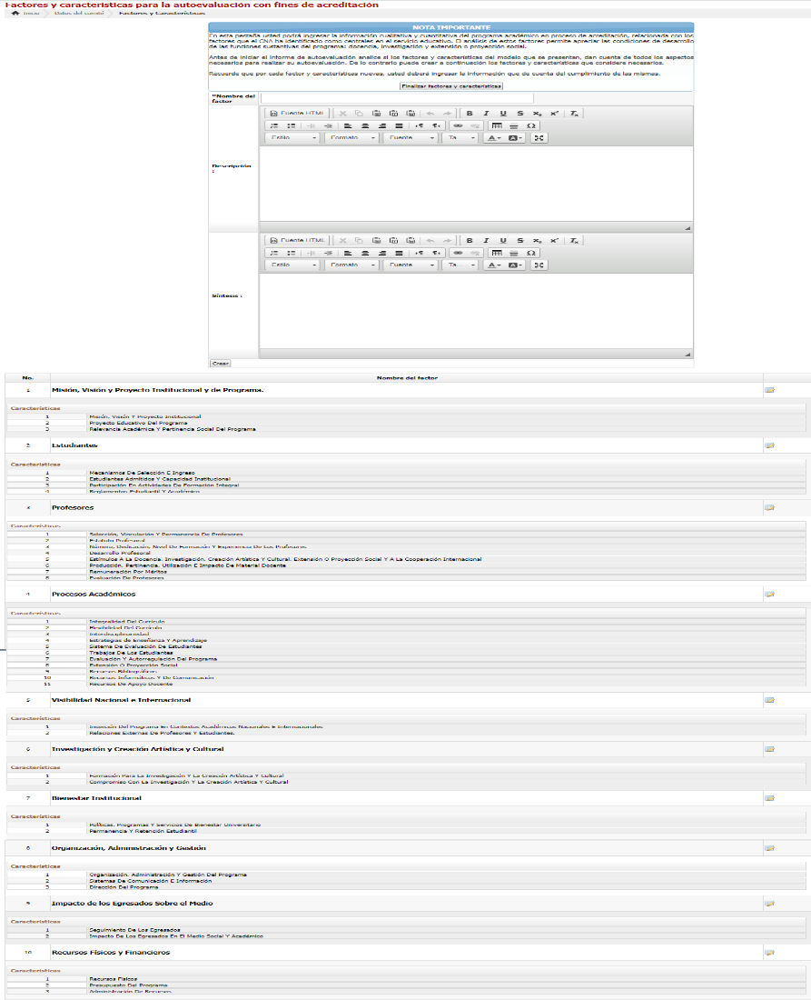 Factores y características para la autoevaluación con fines de acreditación
Inicio Datos del comité Factores y Características
NOTA IMPORTANTE
En esta pestaña usted podrá ingresar la información cualitativa y cuantitativa del programa académico en proceso de acreditación, relacionada con los
factores que el CNA ha identificado como centrales en el servicio educativo. El análisis de estos factores permite apreciar las condiciones de desarrollo
de las funciones sustantivas del programa: docencia, investigación y extensión o proyección social.
Antes de iniciar el informe de autoevaluación analice si los factores y características del modelo que se presentan, dan cuenta de todos los aspectos
necesarios para realizar su autoevaluación. De lo contrario puede crear a continuación los factores y características que considere necesarios.
Recuerde que por cada factor y características nuevas, usted deberá ingresar la información que de cuenta del cumplimiento de las mismas.
Finalizar factores y características
*Nombre del
factor
Fuente HTML
B I U S x₂ x² Tx
Estilo Formato Fuente Ta... A A
Descripción
:
Fuente HTML
B I U S x₂ x² Tx
Estilo Formato Fuente Ta... A A
Síntesis :
Crear
No. Nombre del factor
1 Misión, Visión y Proyecto Institucional y de Programa.
Características
1 Misión, Visión Y Proyecto Institucional
2 Proyecto Educativo Del Programa
3 Relevancia Académica Y Pertinencia Social Del Programa
2 Estudiantes
Características
1 Mecanismos De Selección E Ingreso
2 Estudiantes Admitidos Y Capacidad Institucional
3 Participación En Actividades De Formación Integral
4 Reglamentos Estudiantil Y Académico
3 Profesores
Características
1 Selección, Vinculación Y Permanencia De Profesores
2 Estatuto Profesoral
3 Número, Dedicación, Nivel De Formación Y Experiencia De Los Profesores.
4 Desarrollo Profesoral
5 Estímulos A La Docencia, Investigación, Creación Artística Y Cultural, Extensión O Proyección Social Y A La Cooperación Internacional
6 Producción, Pertinencia, Utilización E Impacto De Material Docente
7 Remuneración Por Méritos
8 Evaluación De Profesores
4 Procesos Académicos
Características
1 Integralidad Del Currículo
2 Flexibilidad Del Currículo
3 Interdisciplinariedad
4 Estrategias de Enseñanza Y Aprendizaje
5 Sistema De Evaluación De Estudiantes
6 Trabajos De Los Estudiantes
7 Evaluación Y Autorregulación Del Programa
8 Extensión O Proyección Social
9 Recursos Bibliográficos
10 Recursos Informáticos Y De Comunicación
11 Recursos De Apoyo Docente
5 Visibilidad Nacional e Internacional
Características
1 Inserción Del Programa En Contextos Académicos Nacionales E Internacionales
2 Relaciones Externas De Profesores Y Estudiantes.
6 Investigación y Creación Artística y Cultural
Características
1 Formación Para La Investigación Y La Creación Artística Y Cultural
2 Compromiso Con La Investigación Y La Creación Artística Y Cultural
7 Bienestar Institucional
Características
1 Políticas, Programas Y Servicios De Bienestar Universitario
2 Permanencia Y Retención Estudiantil
8 Organización, Administración y Gestión
Características
1 Organización, Administración Y Gestión Del Programa
2 Sistemas De Comunicación E Información
3 Dirección Del Programa
9 Impacto de los Egresados Sobre el Medio
Características
1 Seguimiento De Los Egresados
2 Impacto De Los Egresados En El Medio Social Y Académico
10 Recursos Físicos y Financieros
Características
1 Recursos Físicos
2 Presupuesto Del Programa
3 Administración De Recursos